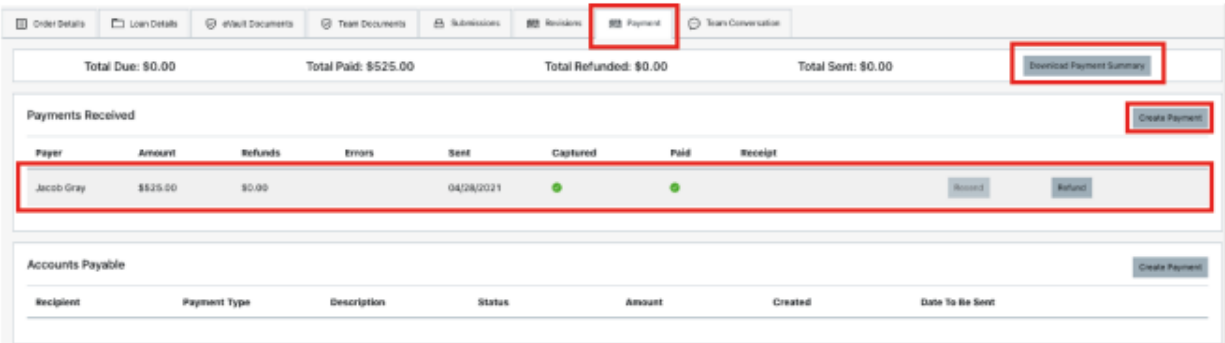 Order Details Loan Details eVault Documents Team Documents Submissions Revisions Payment Team Conversation
Total Due: $0.00 Total Paid: $525.00 Total Refunded: $0.00 Total Sent: $0.00 Download Payment Summary
Payments Received Create Payment
Payer Amount Refunds Errors Sent Captured Paid Receipt
Jacob Gray $525.00 $0.00 04/28/2021 Resend Refund
Accounts Payable Create Payment
Recipient Payment Type Description Status Amount Created Date To Be Sent